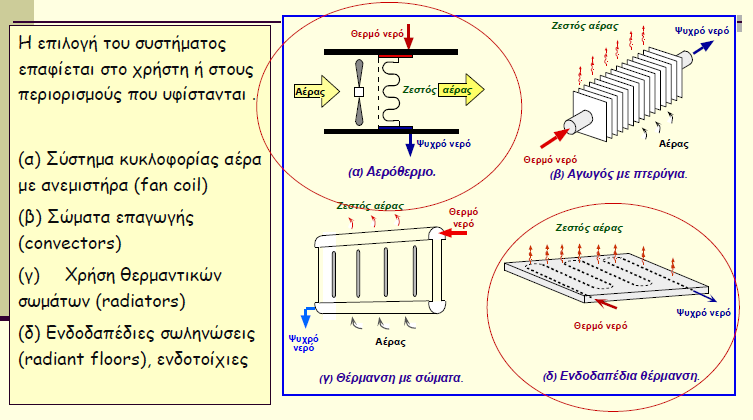 Η επιλογή του συστήματος
επαφίεται στο χρήστη ή στους
περιορισμούς που υφίστανται .
(α) Σύστημα κυκλοφορίας αέρα
με ανεμιστήρα (fan coil)
(β) Σώματα επαγωγής
(convectors)
(γ) Χρήση θερμαντικών
σωμάτων (radiators)
(δ) Ενδοδαπέδιες σωληνώσεις
(radiant floors), ενδοτοίχιες
Θερμό νερό
Αέρας
Ζεστός αέρας
Ψυχρό νερό
(α) Αερόθερμο.
Ζεστός αέρας
Ψυχρό νερό
Αέρας
Θερμό νερό
(β) Αγωγός με πτερύγια.
Ζεστός αέρας
Θερμό
νερό
Ψυχρό
νερό
Αέρας
(γ) Θέρμανση με σώματα.
Ζεστός αέρας
Ψυχρό νερό
Θερμό νερό
(δ) Ενδοδαπέδια θέρμανση.